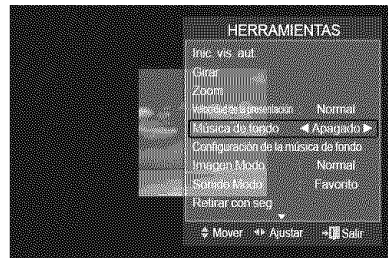 HERRAMIENTAS
Inic. vis. aut.
Girar
Zoom
Velocidad de la presentación Normal
Música de fondo ◄ Apagado ►
Configuración de la música de fondo
Imagen Modo Normal
Sonido Modo Favorito
Retirar con seg
Mover Ajustar Salir